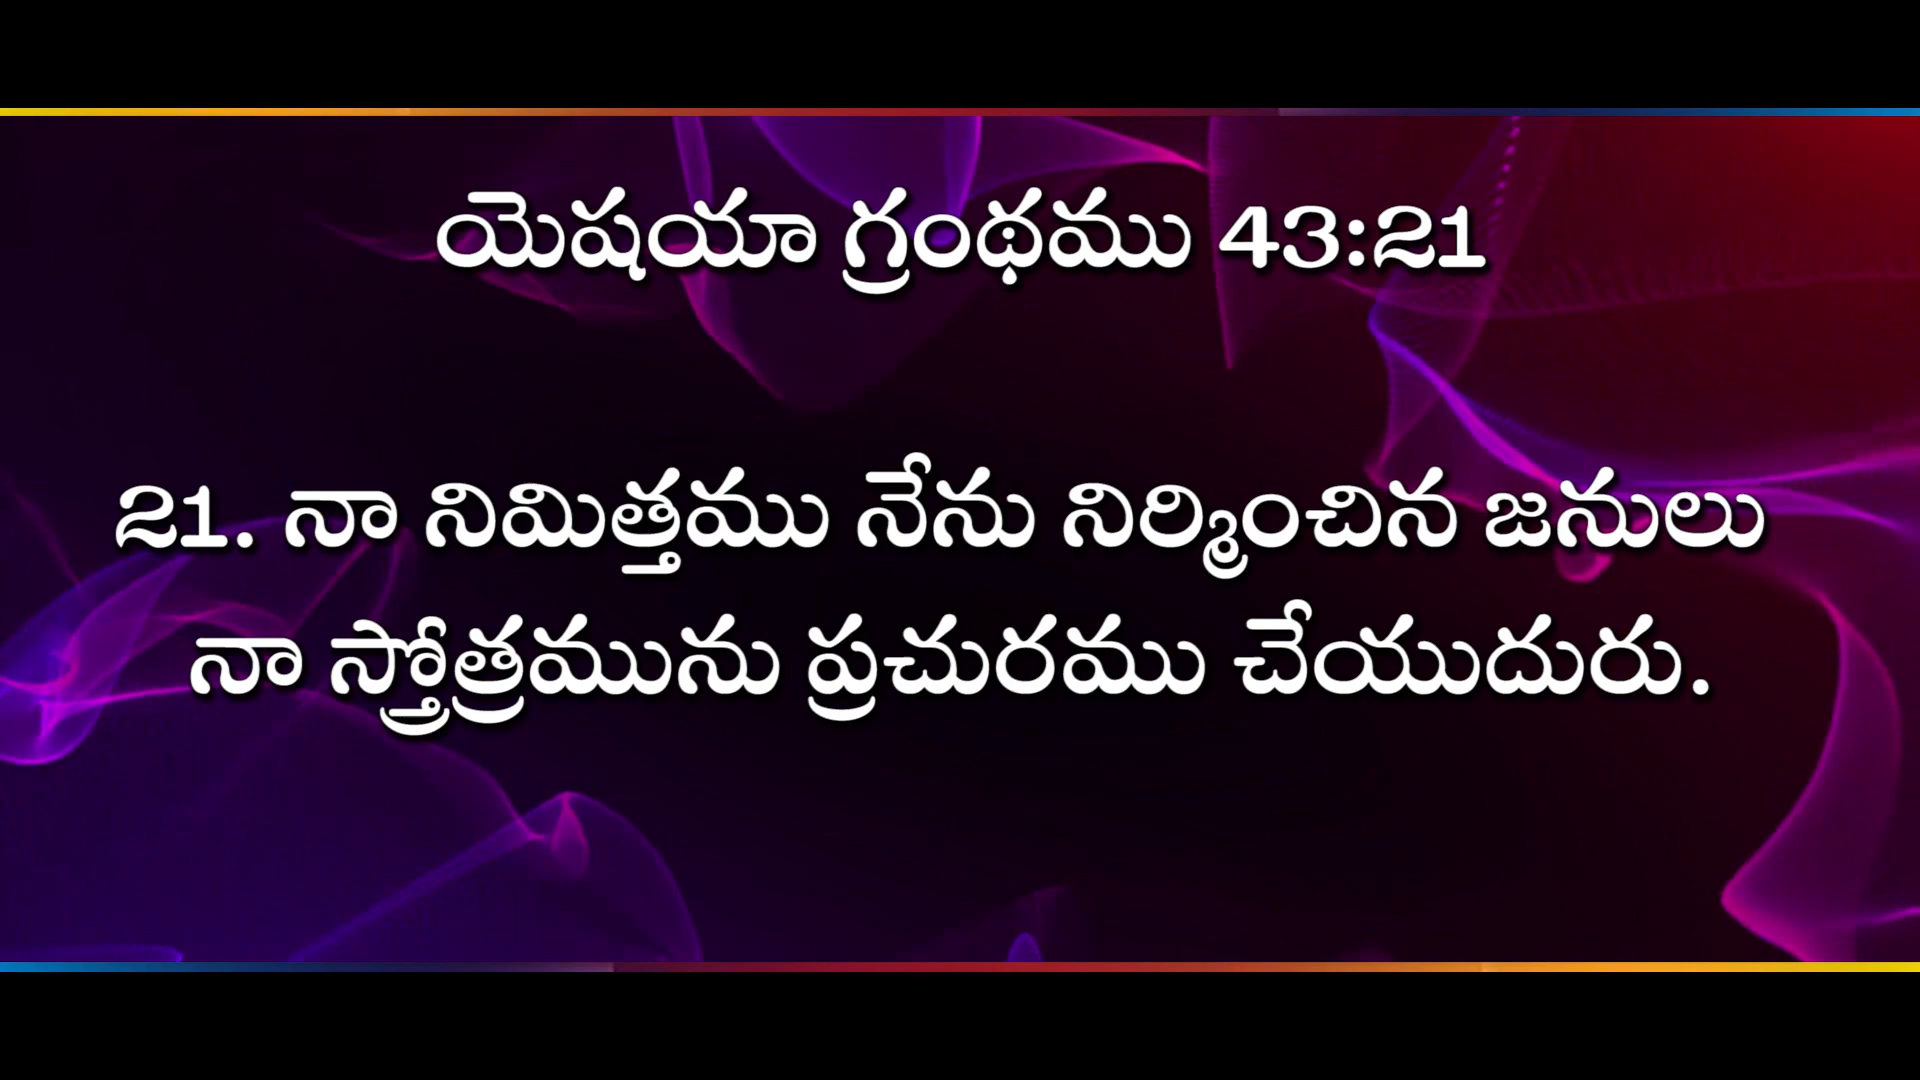 యెషయా గ్రంథము 43:21
21. నా నిమిత్తము నేను నిర్మించిన జనులు
నా స్తోత్రమును ప్రచురము చేయుదురు.